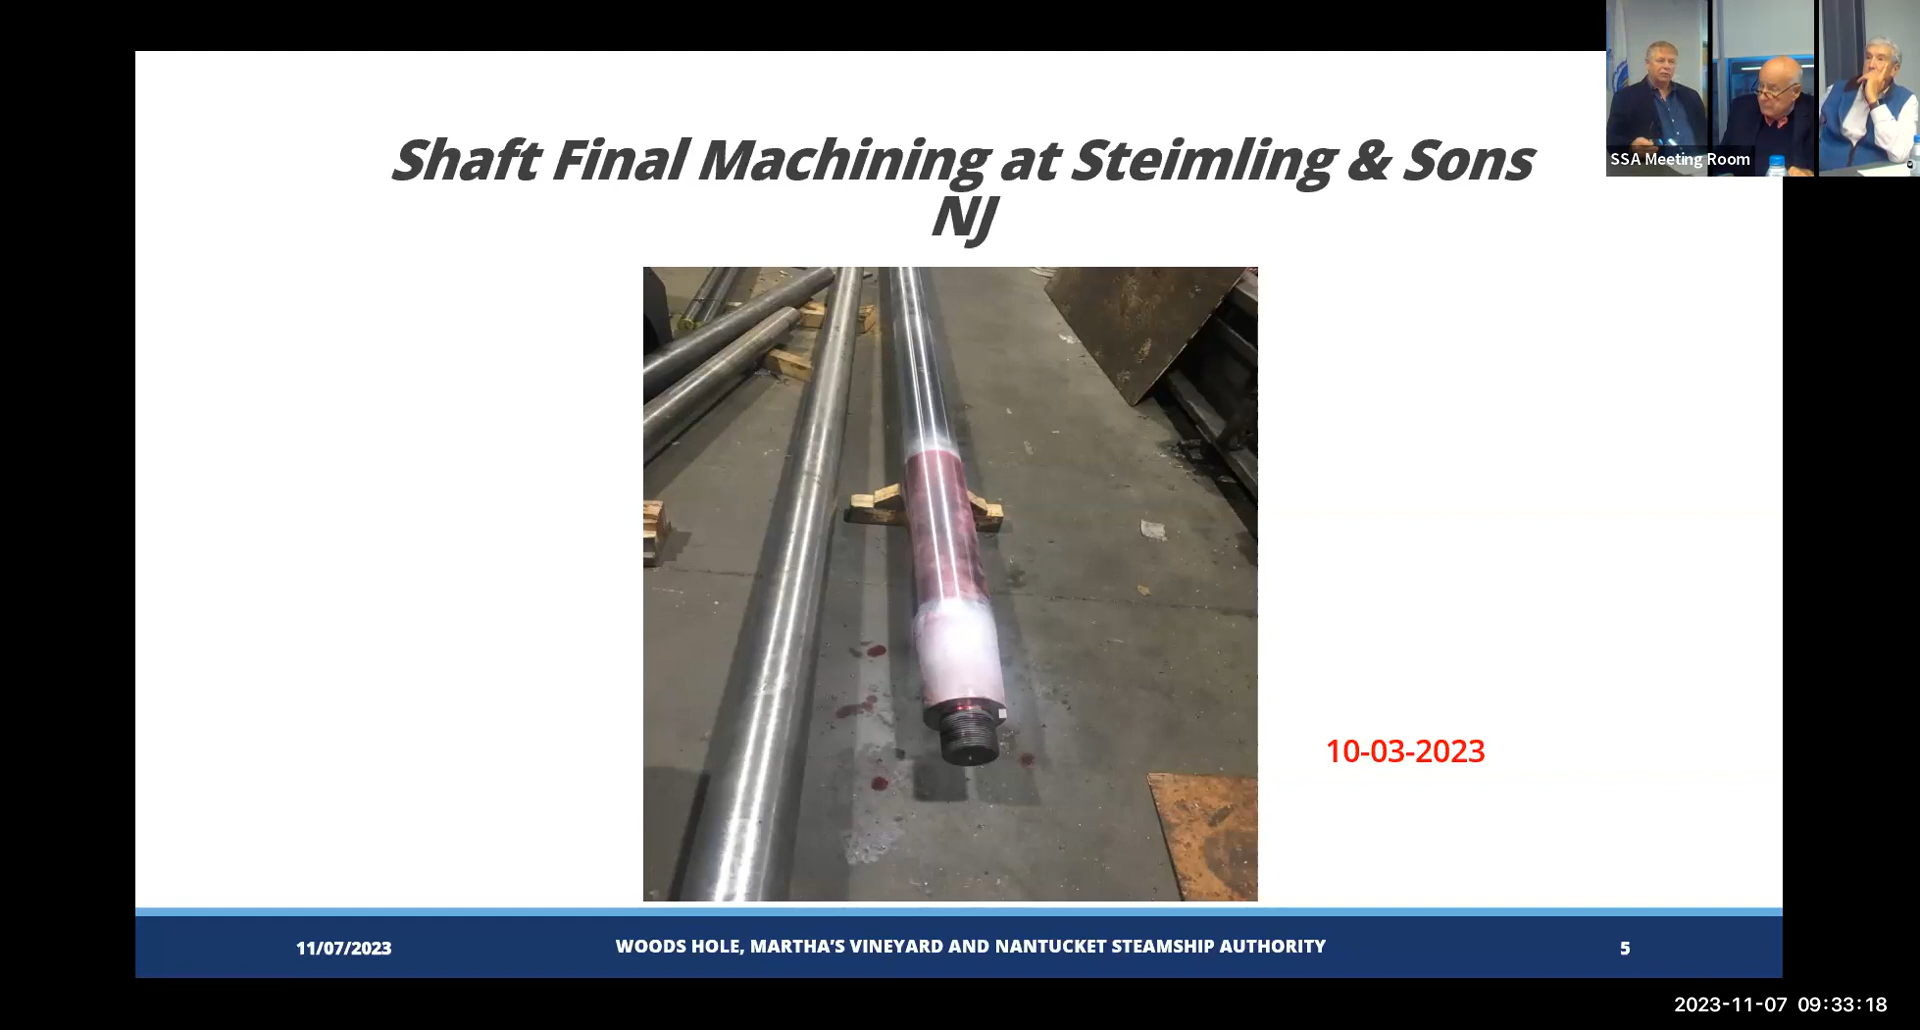 SSA Meeting Room
Shaft Final Machining at Steimling & Sons
NJ
10-03-2023
11/07/2023
WOODS HOLE, MARTHA'S VINEYARD AND NANTUCKET STEAMSHIP AUTHORITY
5
2023-11-07 09:33:18